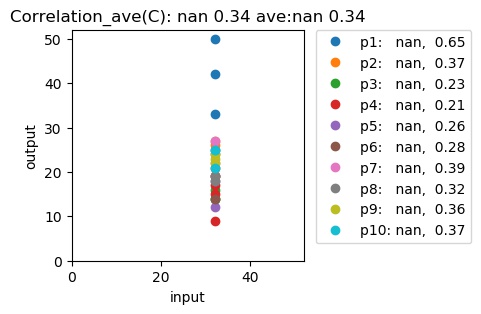 Correlation_ave(C): nan 0.34 ave:nan 0.34
50
40
30
20
10
0
output
0 20 40
input
p1: nan, 0.65
p2: nan, 0.37
p3: nan, 0.23
p4: nan, 0.21
p5: nan, 0.26
p6: nan, 0.28
p7: nan, 0.39
p8: nan, 0.32
p9: nan, 0.36
p10: nan, 0.37